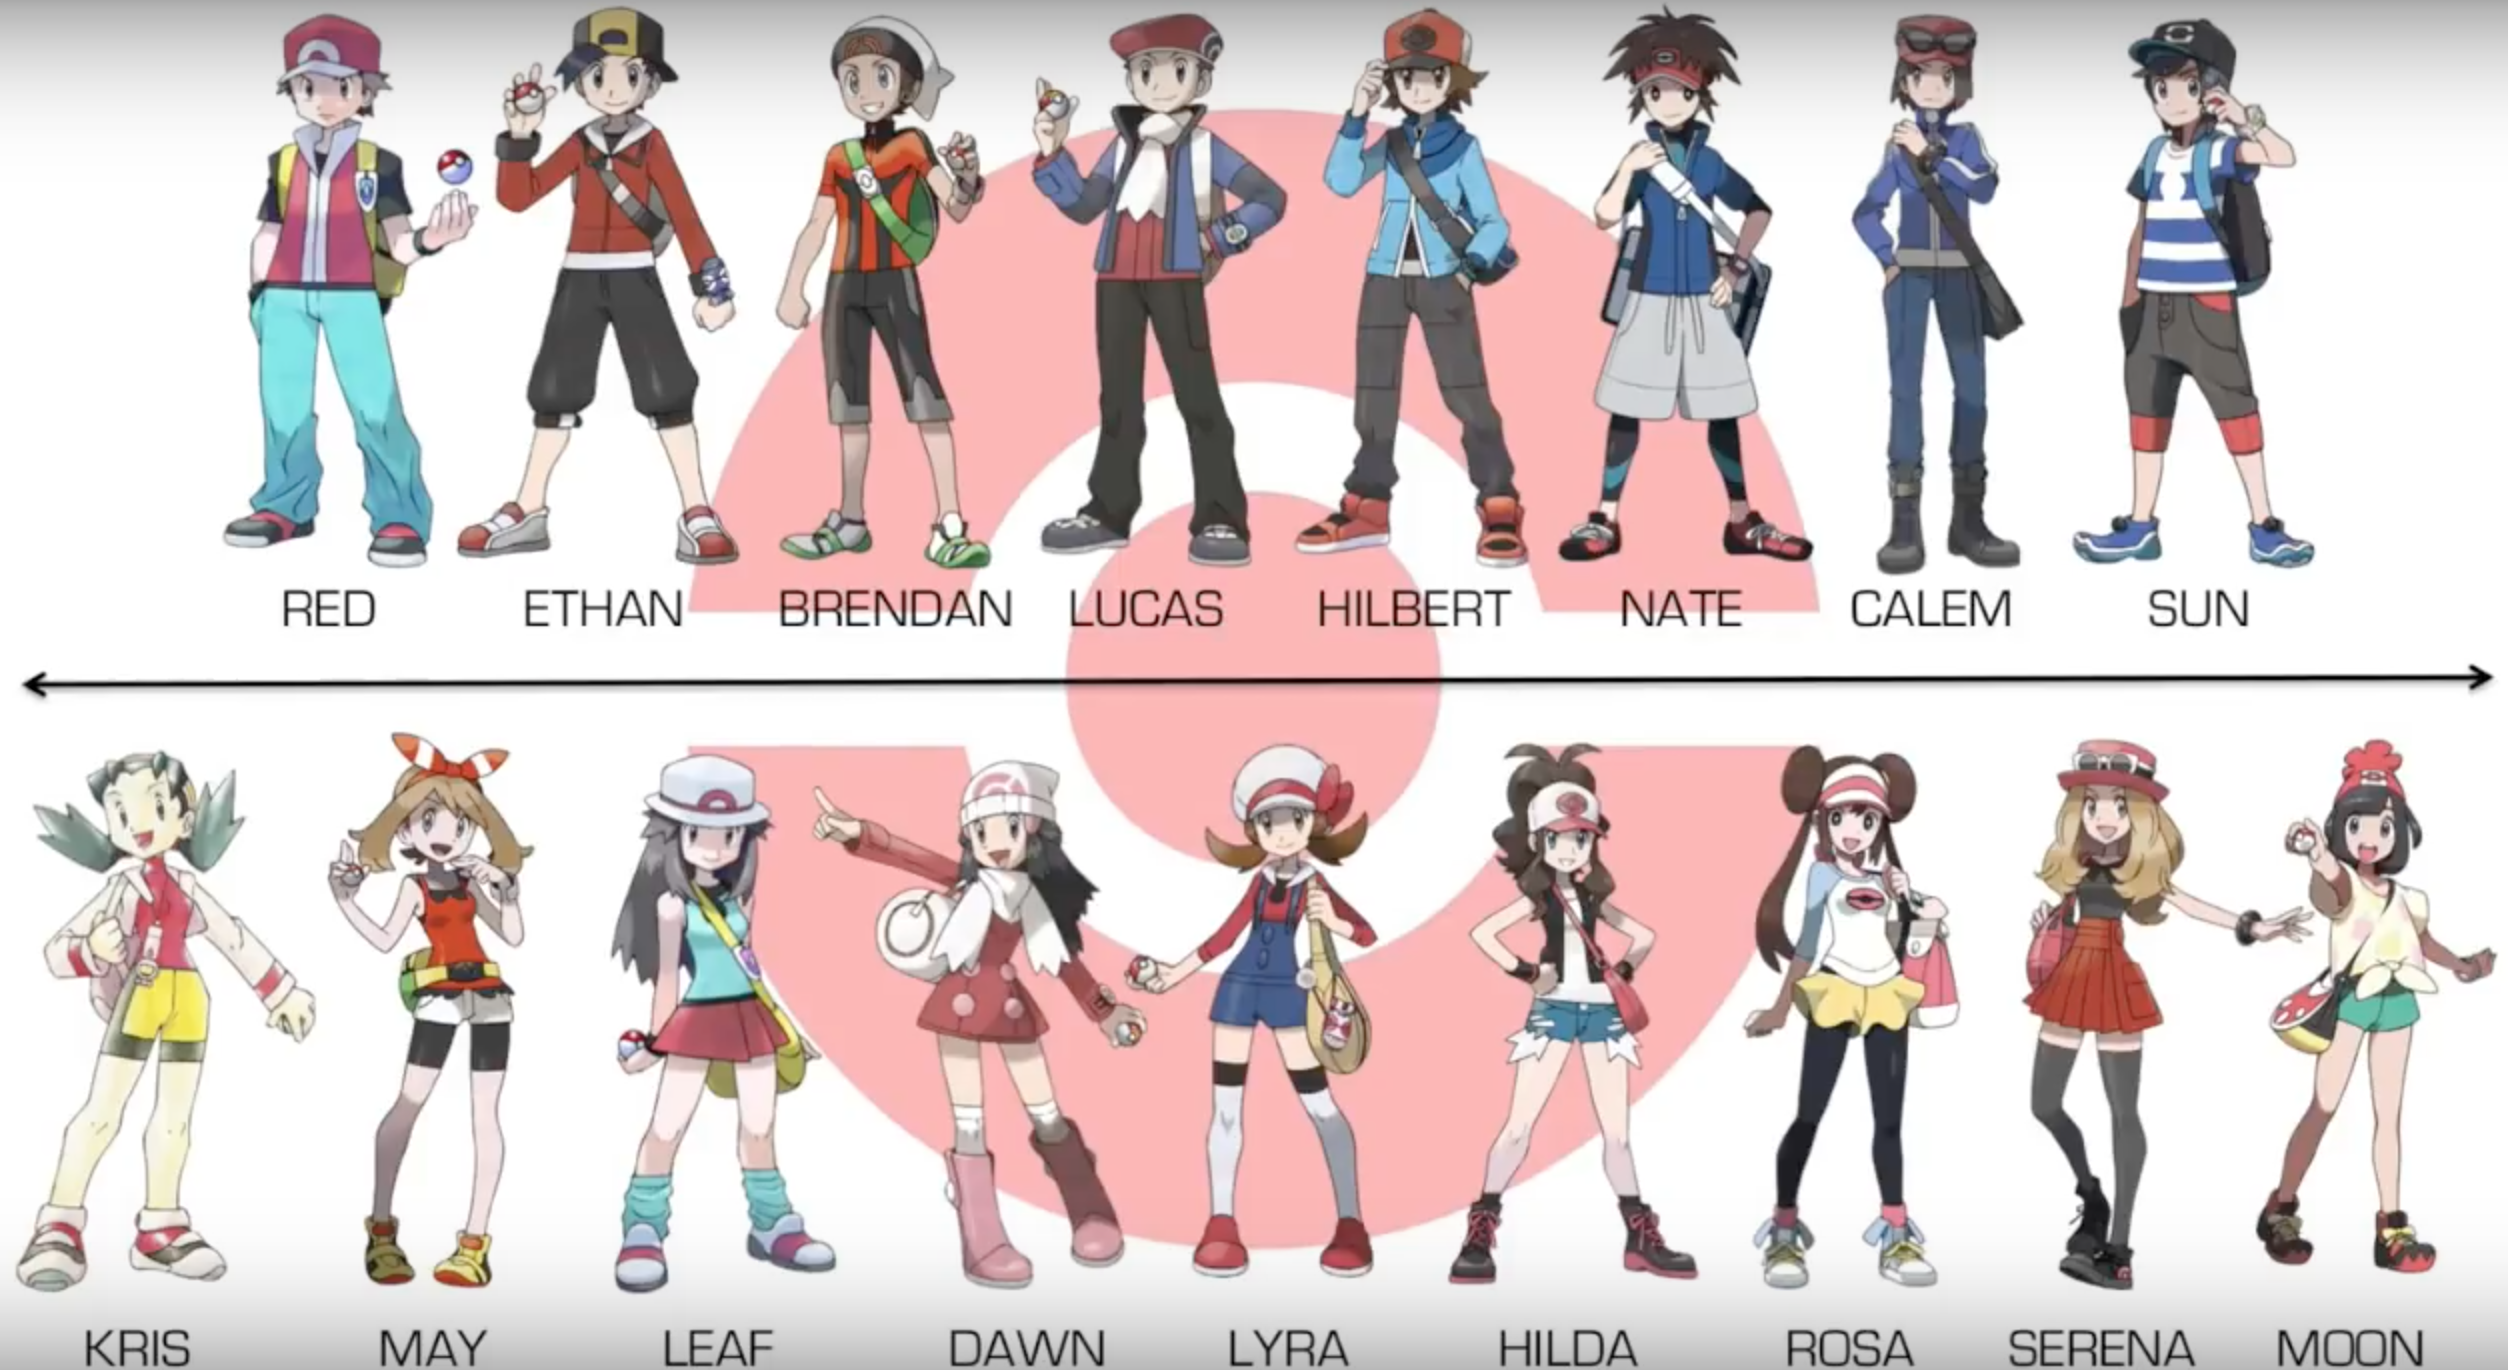 RED ETHAN BRENDAN LUCAS HILBERT NATE CALEM SUN
KRIS MAY LEAF DAWN LYRA HILDA ROSA SERENA MOON